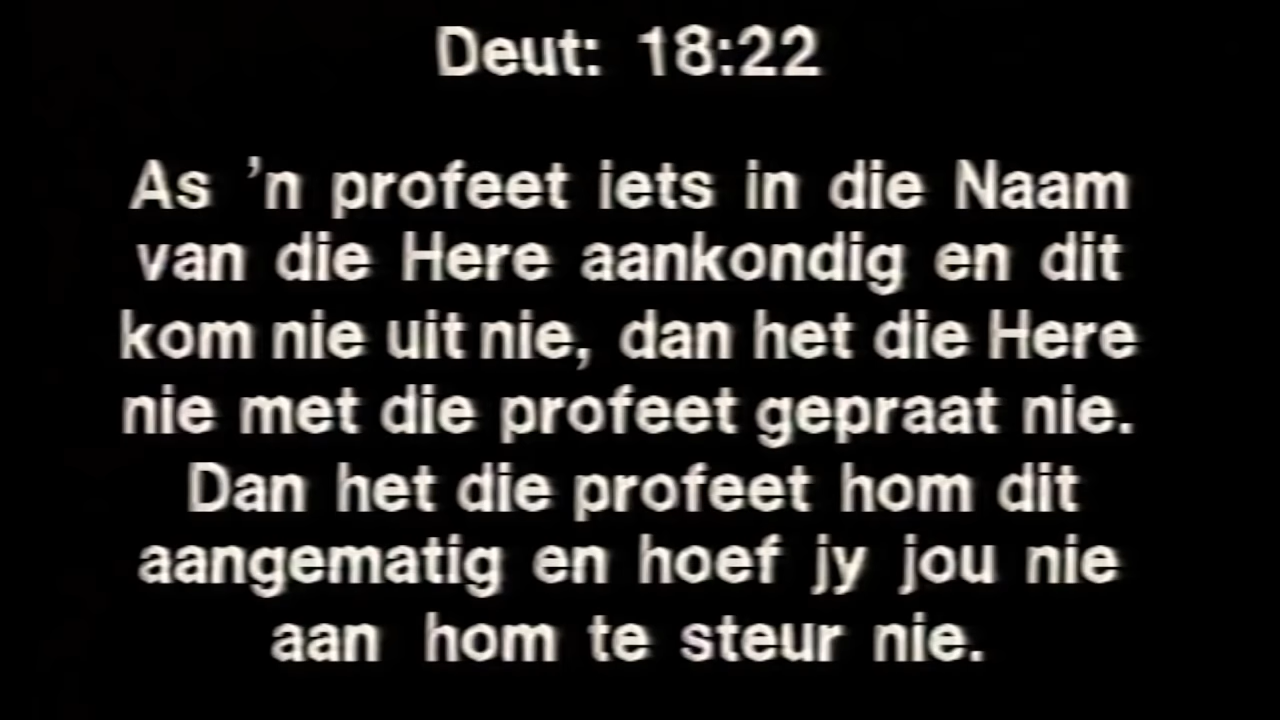 Deut: 18:22
As 'n profeet iets in die Naam
van die Here aankondig en dit
kom nie uit nie, dan het die Here
nie met die profeet gepraat nie.
Dan het die profeet hom dit
aangematig en hoef jy jou nie
aan hom te steur nie.